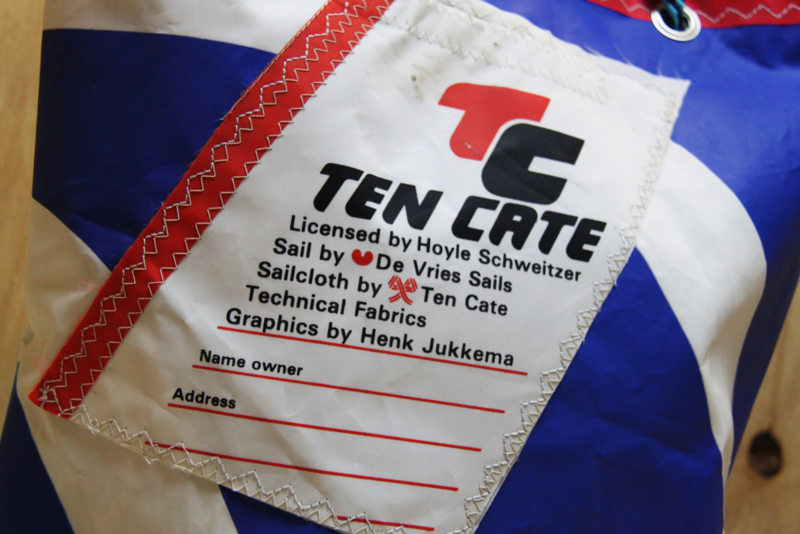 TC
TEN CATE
Licensed by Hoyle Schweitzer
Sail by De Vries Sails
Sailcloth by Ten Cate
Technical Fabrics
Graphics by Henk Jukkema
Name owner
Address